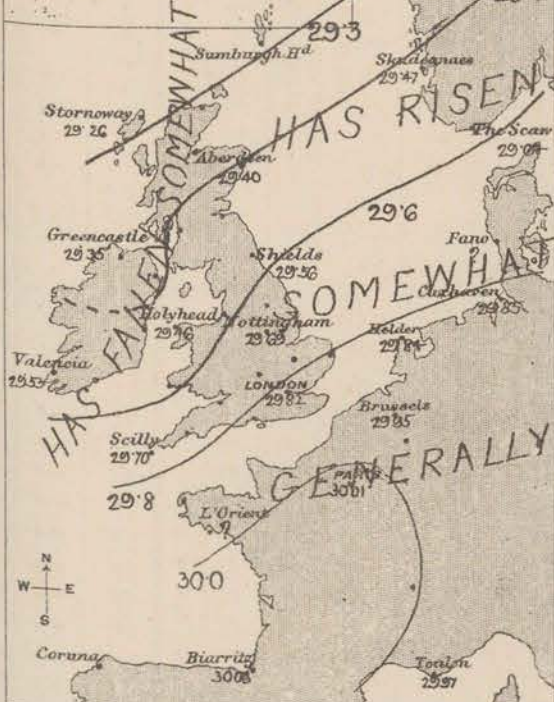 29.3
Sumburgh Hd
Skudesnaes
29.47
SOMEWHAT
HAS RISEN
Stornoway
29.26
The Scaw
Aberdeen
29.40
29.6
Greencastle
29.35
Fano
Shields
29.56
SOMEWHAT
Cuxhaven
29.85
HAS FALLEN
Holyhead
29.46
Nottingham
29.69
Helder
29.84
Valencia
29.53
LONDON
29.82
Brussels
29.95
Scilly
29.70
GENERALLY
PARIS
30.01
29.8
L'Orient
30.0
N
W E
S
Coruna
Biarritz
Toulon
29.97